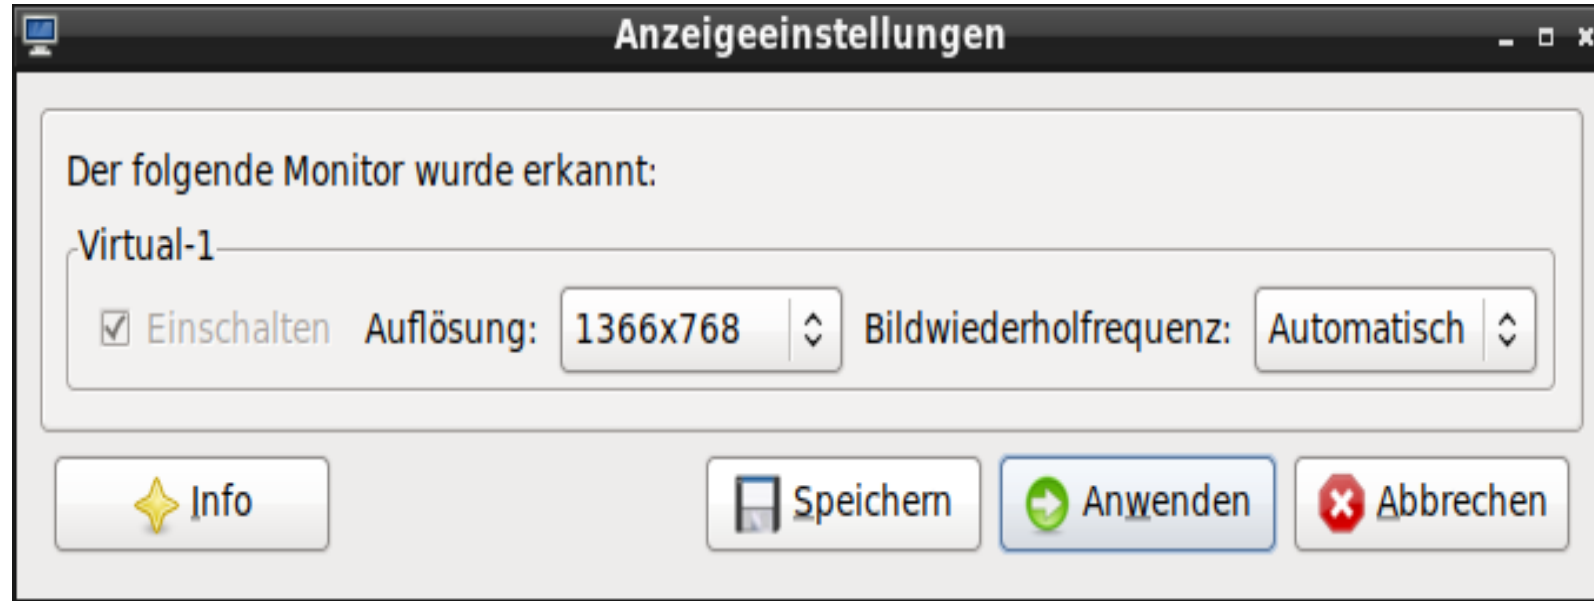 Anzeigeeinstellungen
Der folgende Monitor wurde erkannt:
Virtual-1
Einschalten Auflösung: 1366x768 Bildwiederholfrequenz: Automatisch
Info Speichern Anwenden Abbrechen